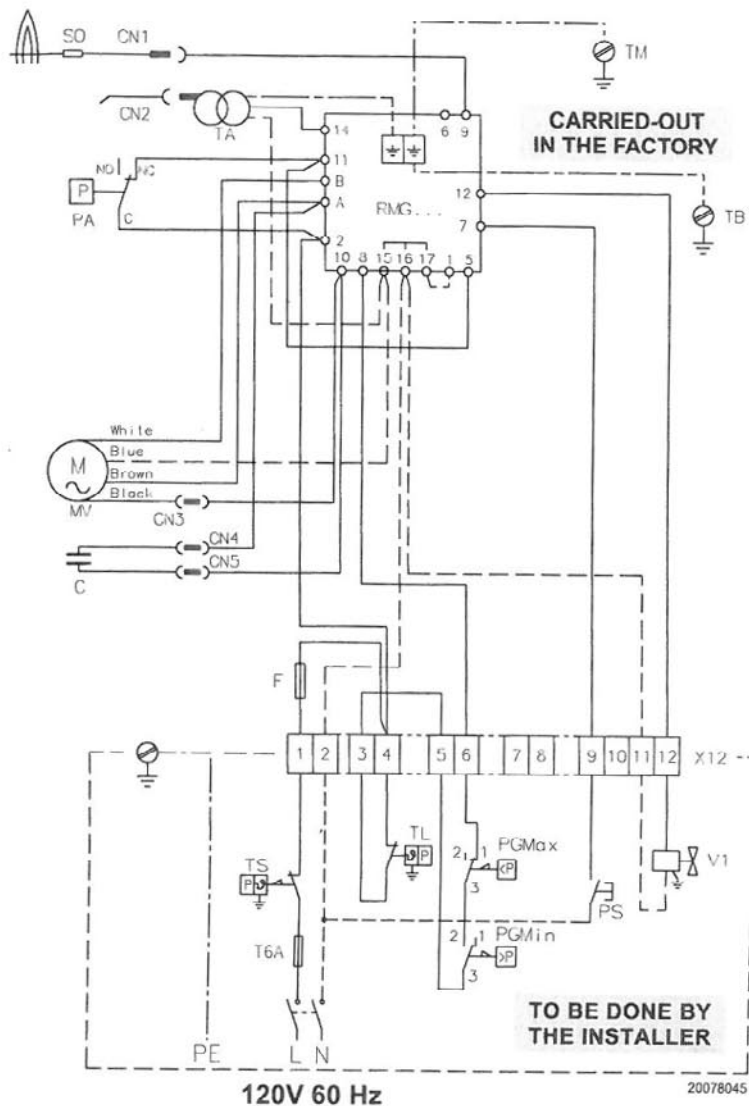 SO CN1
TM
CN2
TA
CARRIED-OUT
IN THE FACTORY
6 9
14
11
NO NC
B
A
P
PA
C
2
RMG...
12
7
TB
10 8 15 16 17 1 5
White
Blue
M
Brown
Black
MV
CN3
CN4
CN5
C
F
1 2 3 4 5 6 7 8 9 10 11 12 X12
TS
P
TL
P
2 1 PGMax
<P
3
V1
PS
T6A
2 1 PGMin
>P
3
PE
L N
TO BE DONE BY
THE INSTALLER
120V 60 Hz
20078045